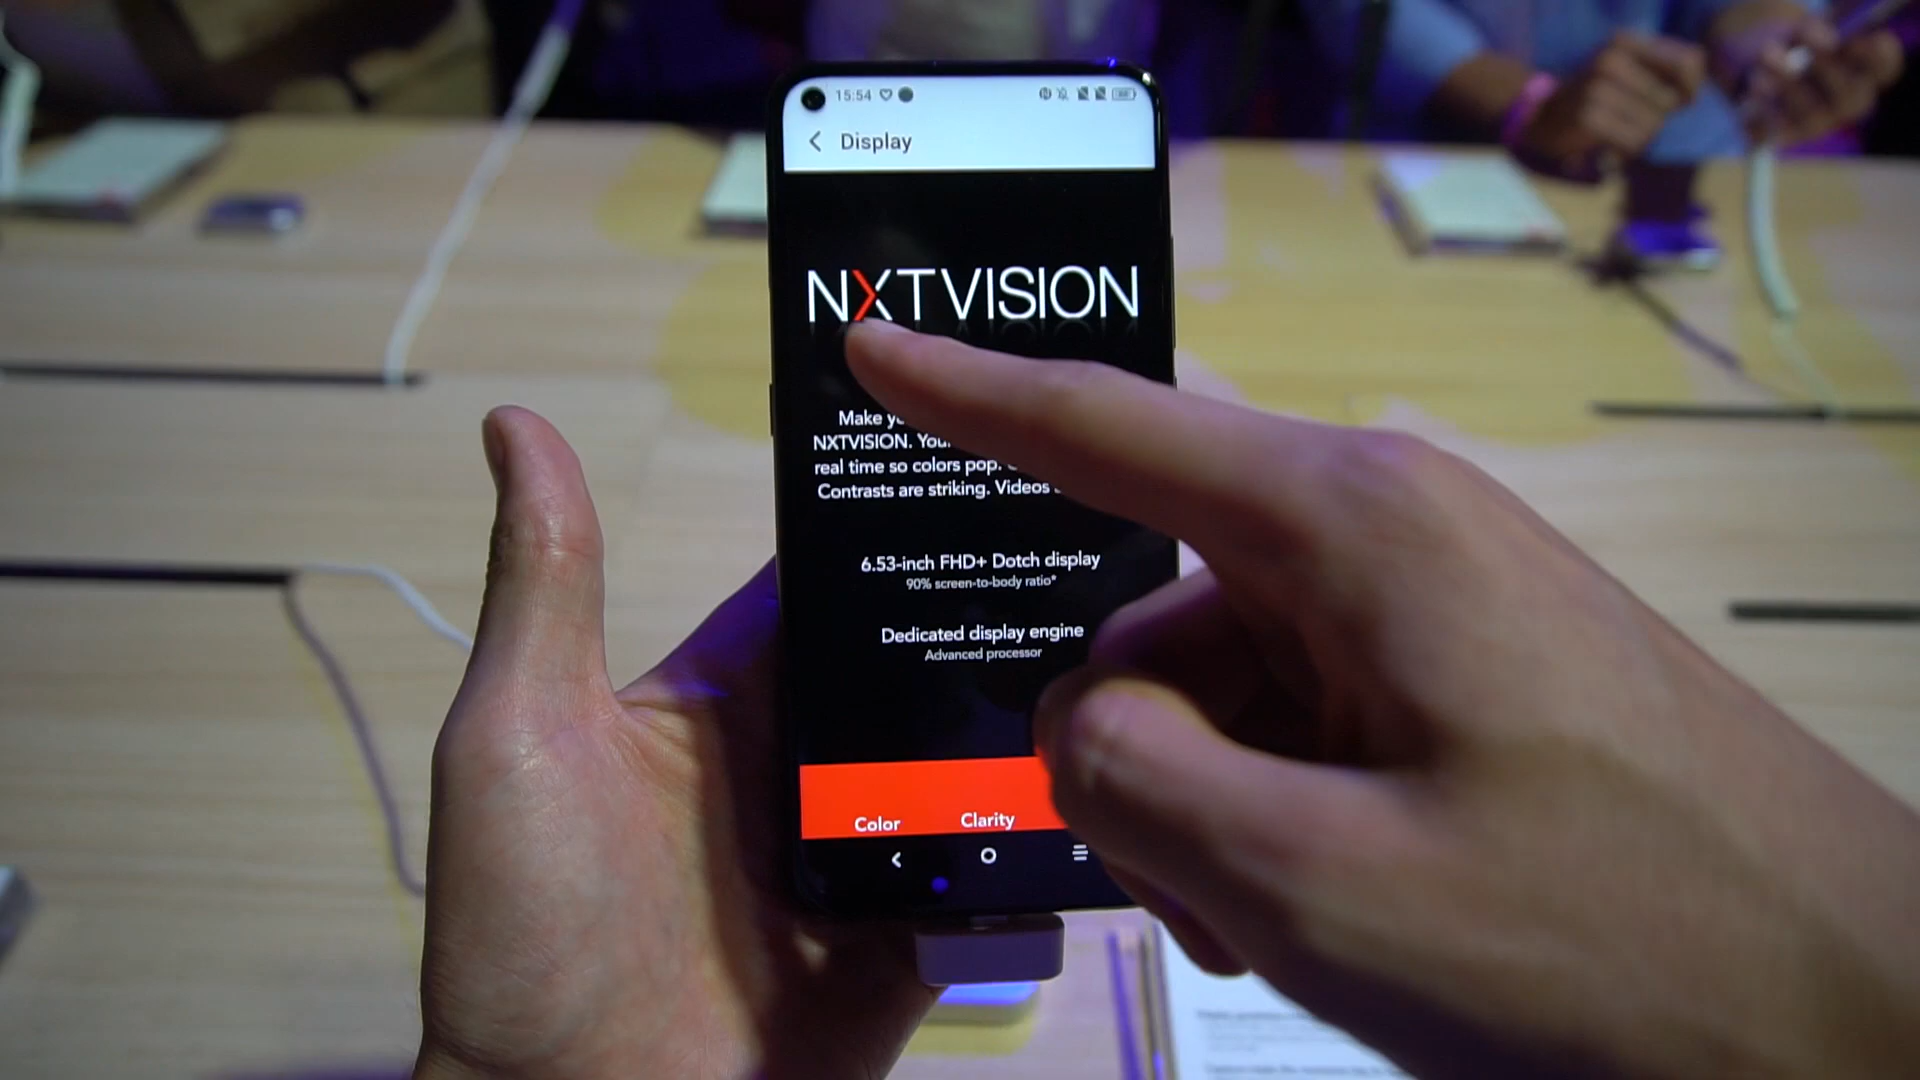 15:54
Display
NXTVISION
Make
NXTVISION.
real time so colors pop.
Contrasts are striking. Videos
6.53-inch FHD+ Dotch display
90% screen-to-body ratio*
Dedicated display engine
Advanced processor
Color Clarity